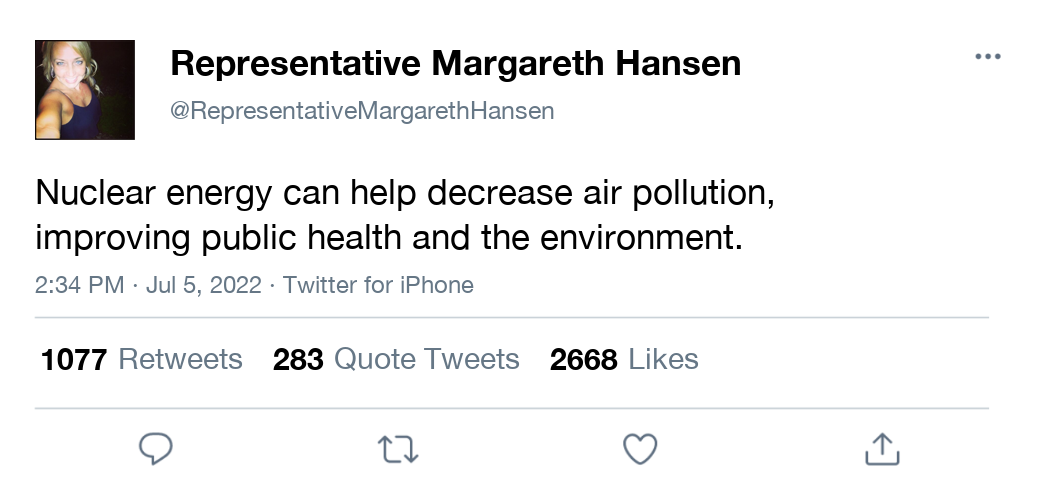 Representative Margareth Hansen
@RepresentativeMargarethHansen
Nuclear energy can help decrease air pollution,
improving public health and the environment.
2:34 PM · Jul 5, 2022 · Twitter for iPhone
1077 Retweets 283 Quote Tweets 2668 Likes